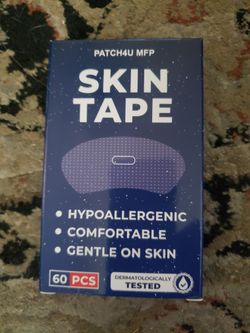 PATCH4U MFP
SKIN
TAPE
• HYPOALLERGENIC
• COMFORTABLE
• GENTLE ON SKIN
60 PCS
DERMATOLOGICALLY
TESTED